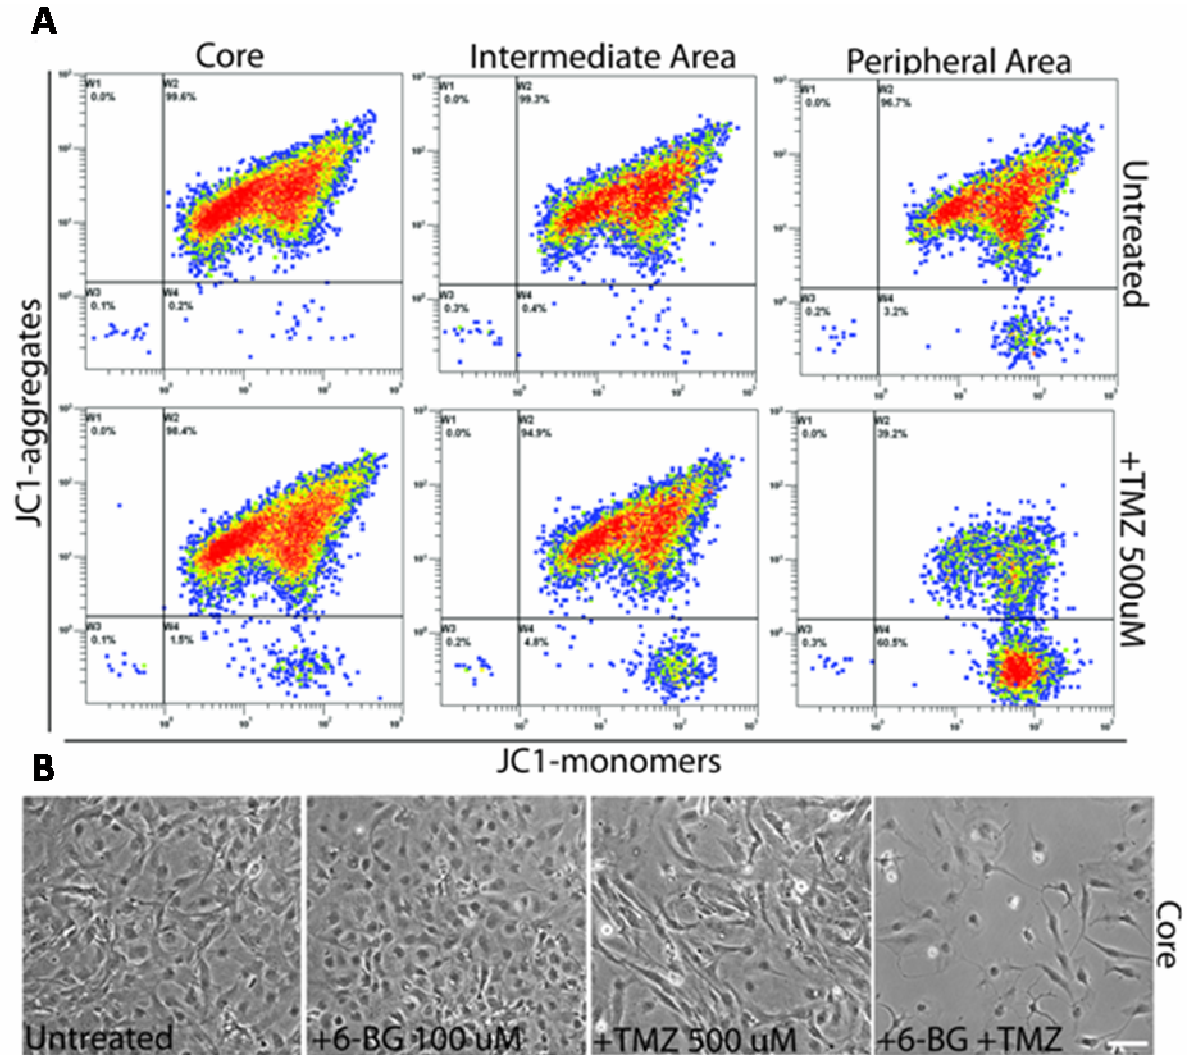 A
Core
Intermediate Area
Peripheral Area
W1
0.0%
W2
99.6%
W3
0.1%
W4
0.2%
W1
0.0%
W2
99.3%
W3
0.3%
W4
0.4%
W1
0.0%
W2
96.7%
W3
0.2%
W4
3.2%
Untreated
W1
0.0%
W2
98.4%
W3
0.1%
W4
1.5%
W1
0.0%
W2
94.9%
W3
0.2%
W4
4.8%
W1
0.0%
W2
39.2%
W3
0.3%
W4
60.5%
+TMZ 500uM
JC1-aggregates
JC1-monomers
B
Untreated
+6-BG 100 uM
+TMZ 500 uM
+6-BG +TMZ
Core